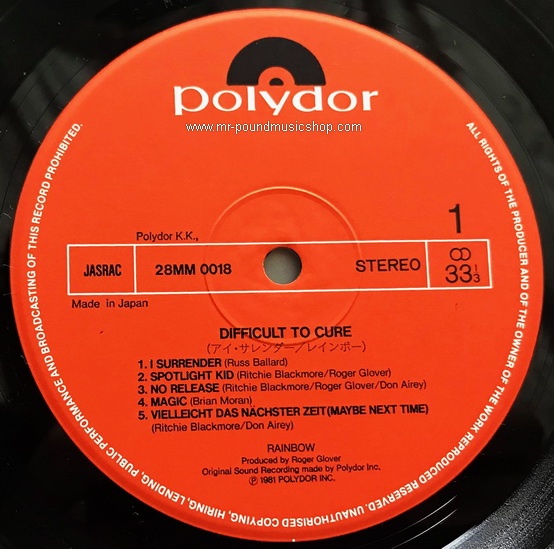 polydor
www.mr-poundmusicshop.com
1
Polydor K.K.,
JASRAC
28MM 0018
STEREO
33 1/3
Made in Japan
DIFFICULT TO CURE
(アイ・サレンダー/レインボー)
1. I SURRENDER (Russ Ballard)
2. SPOTLIGHT KID (Ritchie Blackmore/Roger Glover)
3. NO RELEASE (Ritchie Blackmore/Roger Glover/Don Airey)
4. MAGIC (Brian Moran)
5. VIELLEICHT DAS NÄCHSTER ZEIT(MAYBE NEXT TIME)
(Ritchie Blackmore/Don Airey)
RAINBOW
Produced by Roger Glover
Original Sound Recording made by Polydor Inc.
Ⓟ 1981 POLYDOR INC.
ALL RIGHTS OF THE PRODUCER AND OF THE OWNER OF THE WORK REPRODUCED RESERVED. UNAUTHORISED COPYING, HIRING, LENDING, PUBLIC PERFORMANCE AND BROADCASTING OF THIS RECORD PROHIBITED.